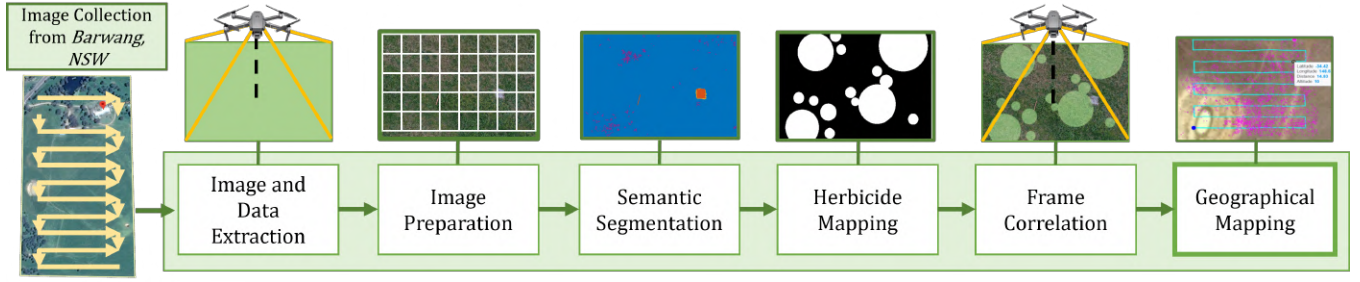 Image Collection
from Barwang,
NSW
Image and
Data
Extraction
Image
Preparation
Semantic
Segmentation
Herbicide
Mapping
Frame
Correlation
Geographical
Mapping